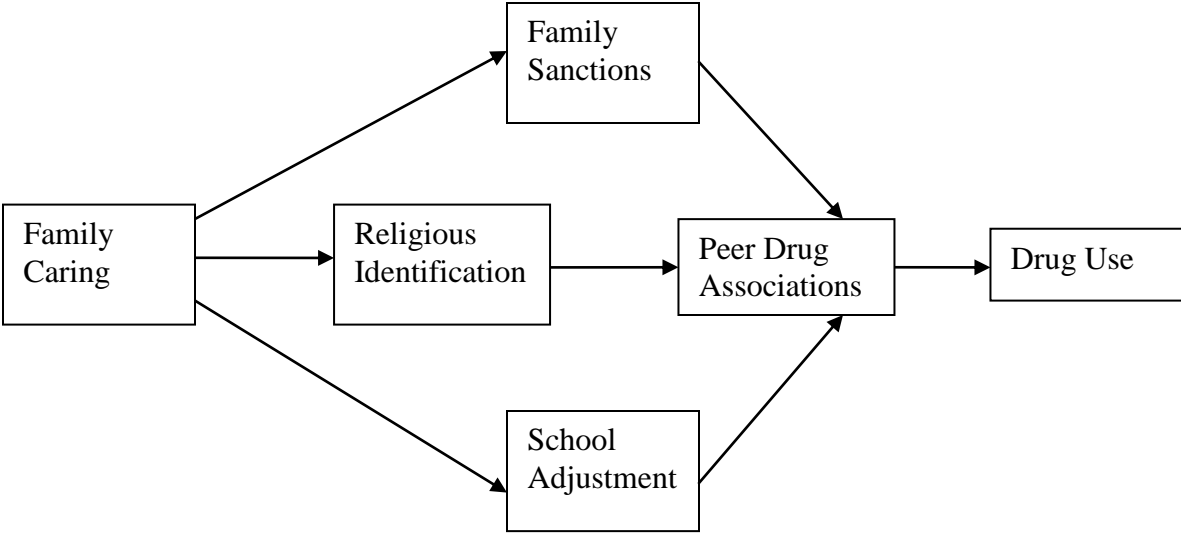 Family
Sanctions
Family
Caring
Religious
Identification
Peer Drug
Associations
Drug Use
School
Adjustment